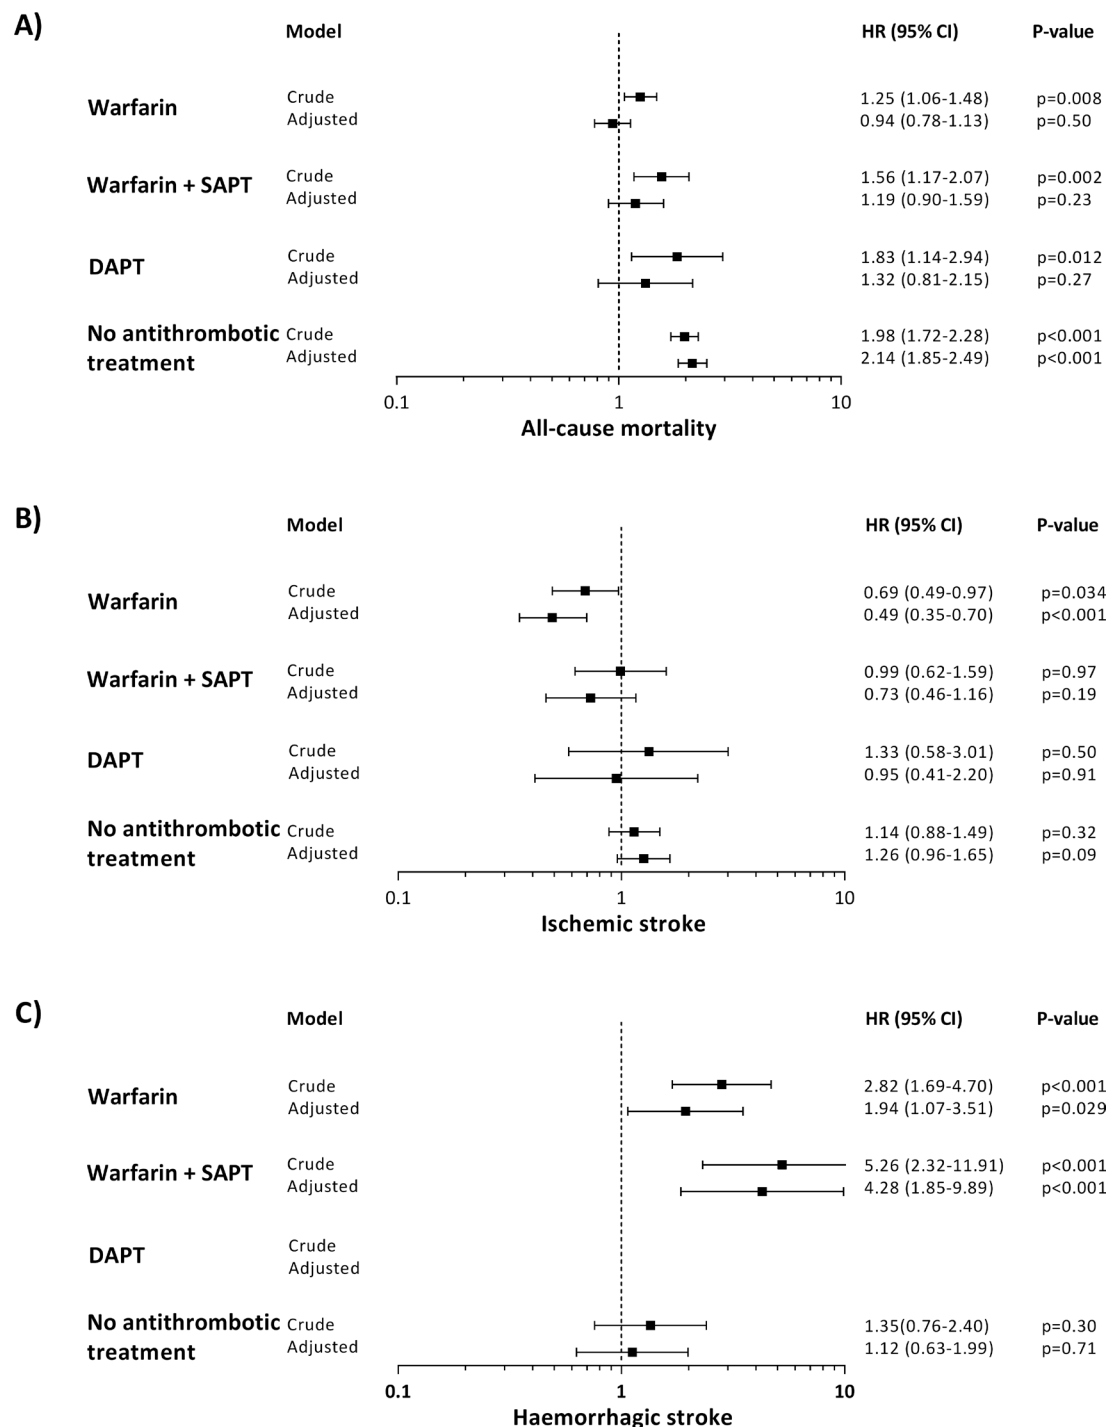 A)
Model HR (95% CI) P-value
Warfarin
Crude 1.25 (1.06-1.48) p=0.008
Adjusted 0.94 (0.78-1.13) p=0.50
Warfarin + SAPT
Crude 1.56 (1.17-2.07) p=0.002
Adjusted 1.19 (0.90-1.59) p=0.23
DAPT
Crude 1.83 (1.14-2.94) p=0.012
Adjusted 1.32 (0.81-2.15) p=0.27
No antithrombotic
treatment
Crude 1.98 (1.72-2.28) p<0.001
Adjusted 2.14 (1.85-2.49) p<0.001
0.1 1 10
All-cause mortality
B)
Model HR (95% CI) P-value
Warfarin
Crude 0.69 (0.49-0.97) p=0.034
Adjusted 0.49 (0.35-0.70) p<0.001
Warfarin + SAPT
Crude 0.99 (0.62-1.59) p=0.97
Adjusted 0.73 (0.46-1.16) p=0.19
DAPT
Crude 1.33 (0.58-3.01) p=0.50
Adjusted 0.95 (0.41-2.20) p=0.91
No antithrombotic
treatment
Crude 1.14 (0.88-1.49) p=0.32
Adjusted 1.26 (0.96-1.65) p=0.09
0.1 1 10
Ischemic stroke
C)
Model HR (95% CI) P-value
Warfarin
Crude 2.82 (1.69-4.70) p<0.001
Adjusted 1.94 (1.07-3.51) p=0.029
Warfarin + SAPT
Crude 5.26 (2.32-11.91) p<0.001
Adjusted 4.28 (1.85-9.89) p<0.001
DAPT
Crude
Adjusted
No antithrombotic
treatment
Crude 1.35(0.76-2.40) p=0.30
Adjusted 1.12 (0.63-1.99) p=0.71
0.1 1 10
Haemorrhagic stroke